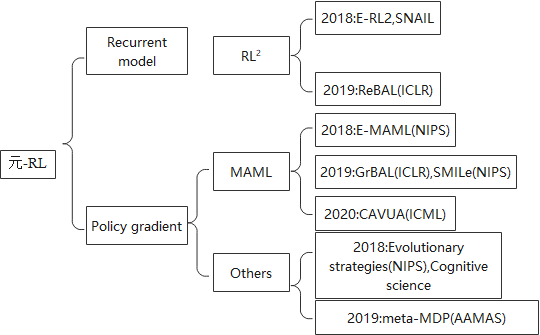 元-RL
Recurrent
model
RL²
2018:E-RL2,SNAIL
2019:ReBAL(ICLR)
Policy gradient
MAML
2018:E-MAML(NIPS)
2019:GrBAL(ICLR),SMILe(NIPS)
2020:CAVUA(ICML)
Others
2018:Evolutionary
strategies(NIPS),Cognitive
science
2019:meta-MDP(AAMAS)